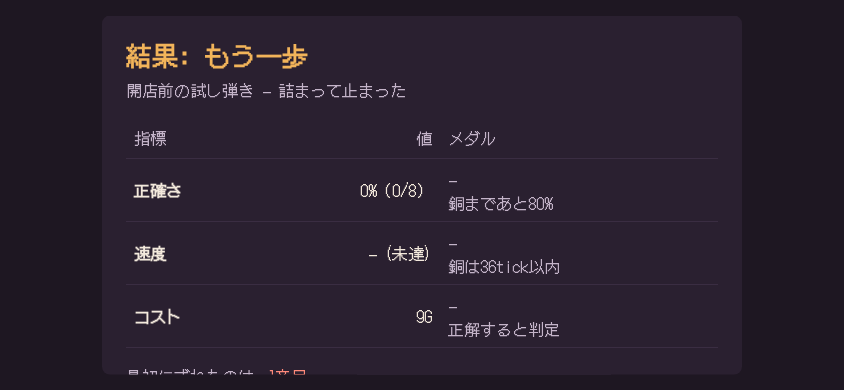 結果: もう一歩
開店前の試し弾き – 詰まって止まった
指標 値 メダル
正確さ 0% (0/8) –
銅まであと80%
速度 – (未達) –
銅は36tick以内
コスト 9G –
正解すると判定